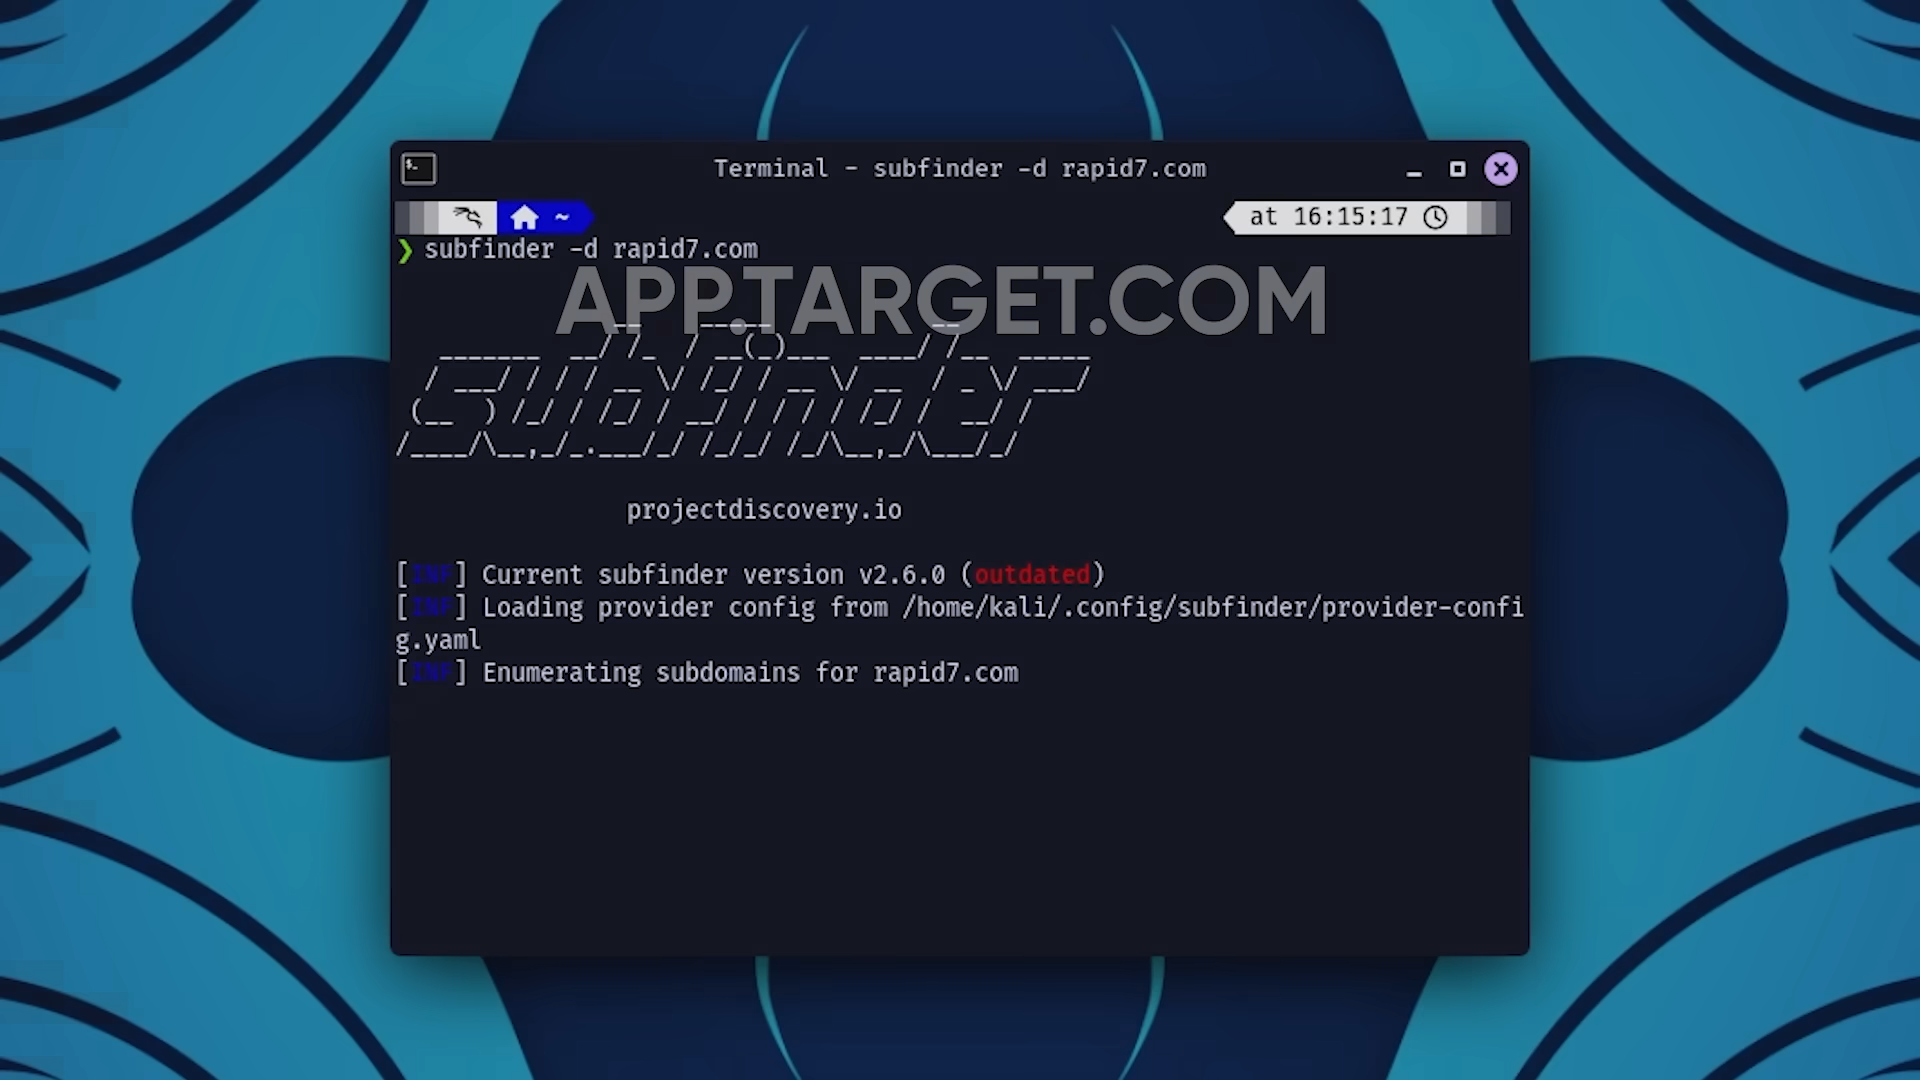 Terminal - subfinder -d rapid7.com
~
at 16:15:17
❯ subfinder -d rapid7.com
APP.TARGET.COM
subfinder
projectdiscovery.io
[INF] Current subfinder version v2.6.0 (outdated)
[INF] Loading provider config from /home/kali/.config/subfinder/provider-confi
g.yaml
[INF] Enumerating subdomains for rapid7.com